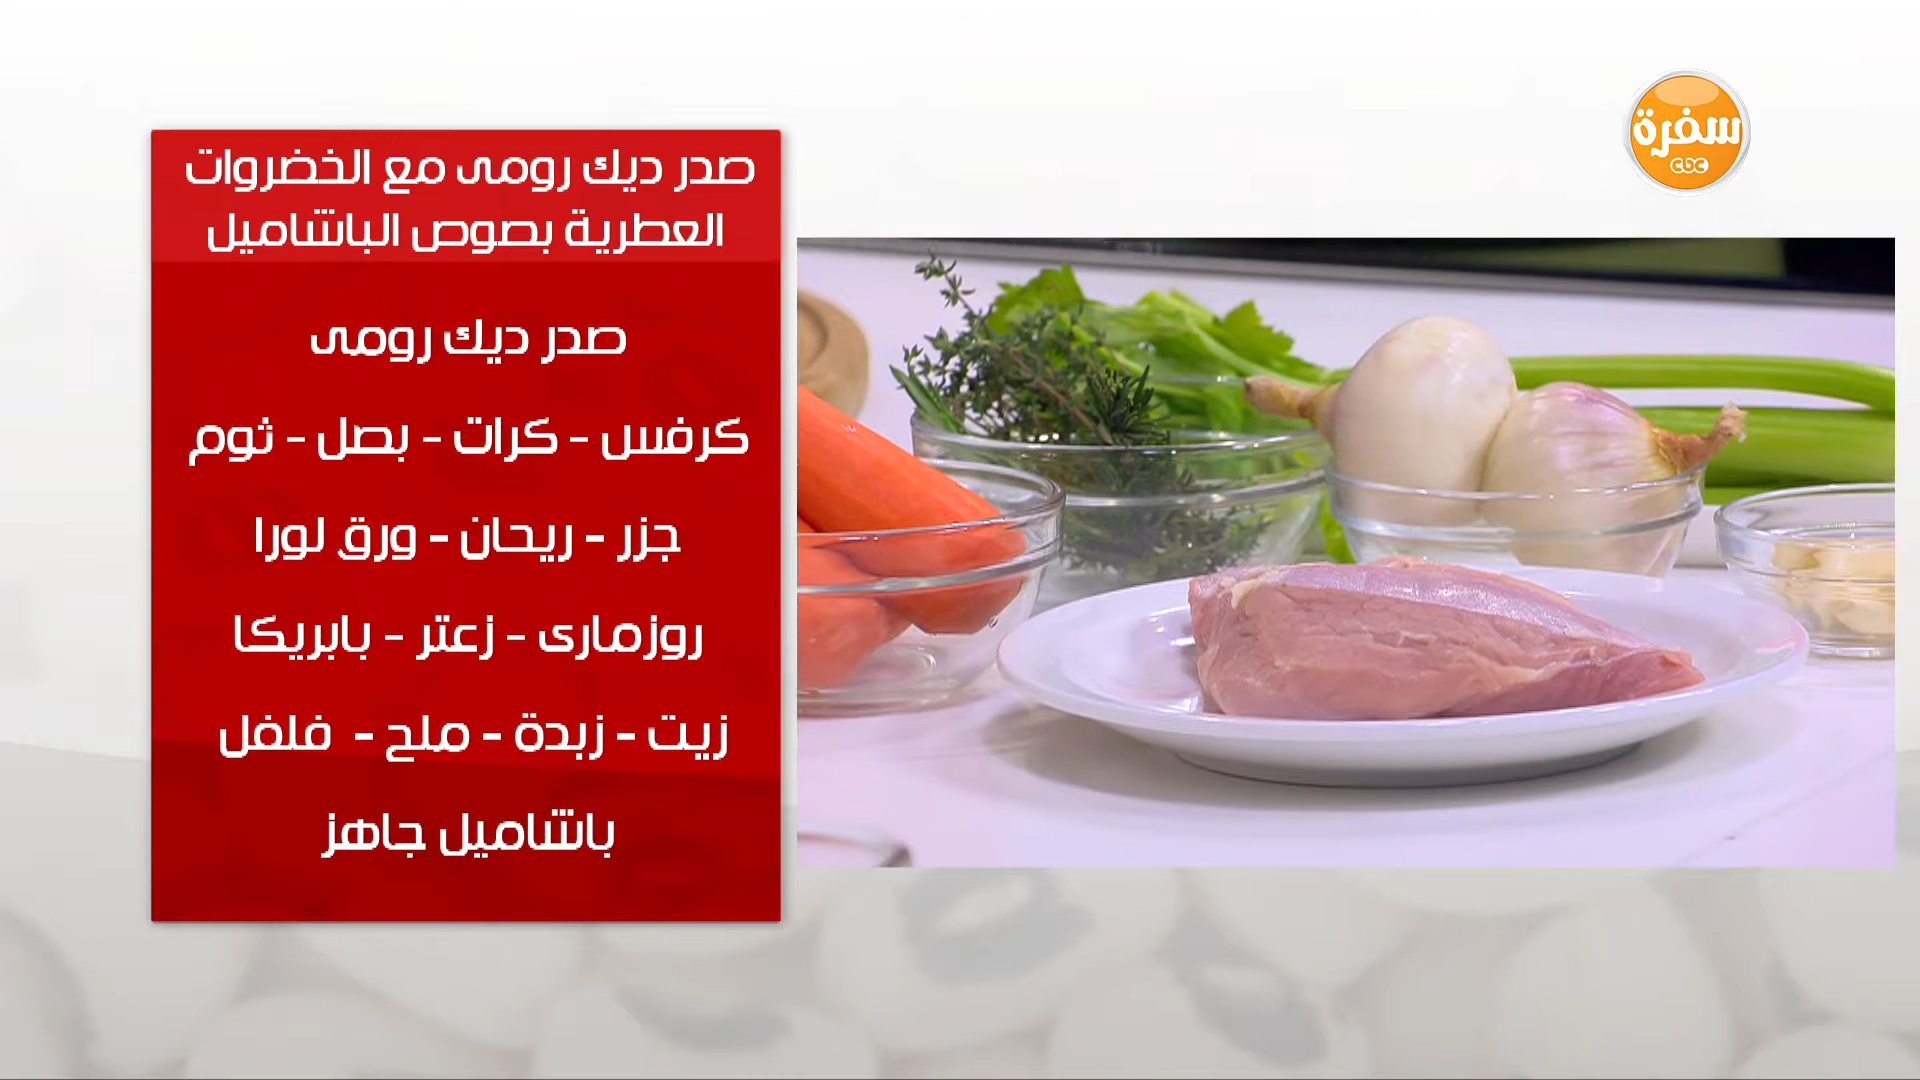 صدر ديك رومى مع الخضروات
العطرية بصوص الباشاميل
صدر ديك رومى
كرفس - كرات - بصل - ثوم
جزر - ريحان - ورق لورا
روزمارى - زعتر - بابريكا
زيت - زبدة - ملح - فلفل
باشاميل جاهز
سفرة
cbc